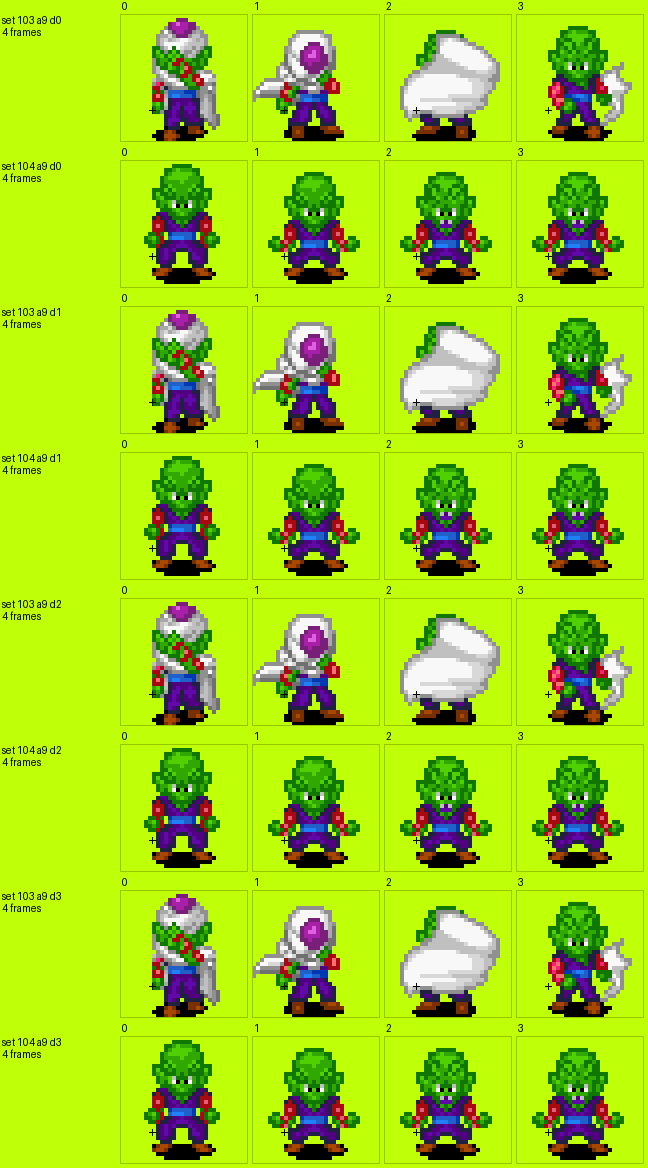 0 1 2 3
set 103 a9 d0
4 frames
0 1 2 3
set 104 a9 d0
4 frames
0 1 2 3
set 103 a9 d1
4 frames
0 1 2 3
set 104 a9 d1
4 frames
0 1 2 3
set 103 a9 d2
4 frames
0 1 2 3
set 104 a9 d2
4 frames
0 1 2 3
set 103 a9 d3
4 frames
0 1 2 3
set 104 a9 d3
4 frames